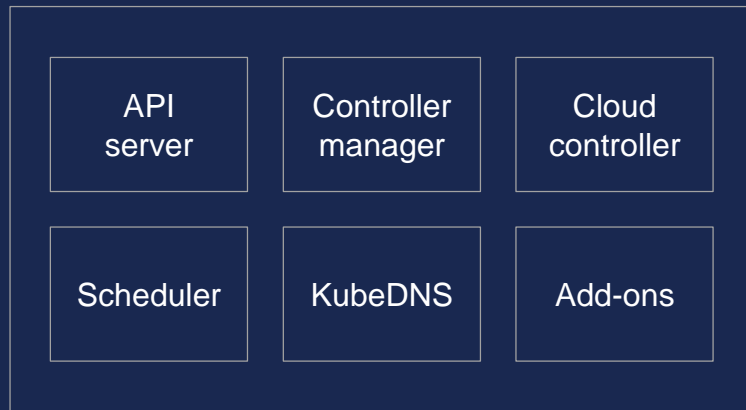 API
server
Controller
manager
Cloud
controller
Scheduler
KubeDNS
Add-ons